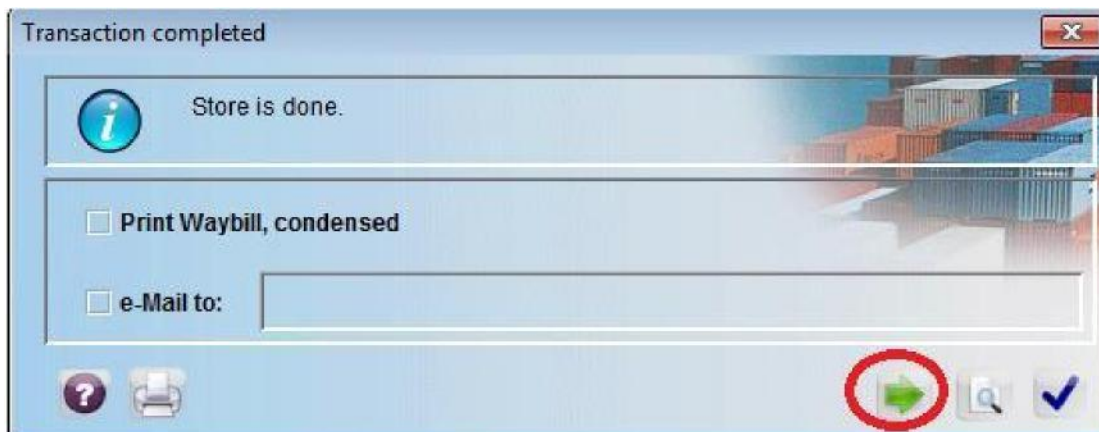 Transaction completed
Store is done.
Print Waybill, condensed
e-Mail to: